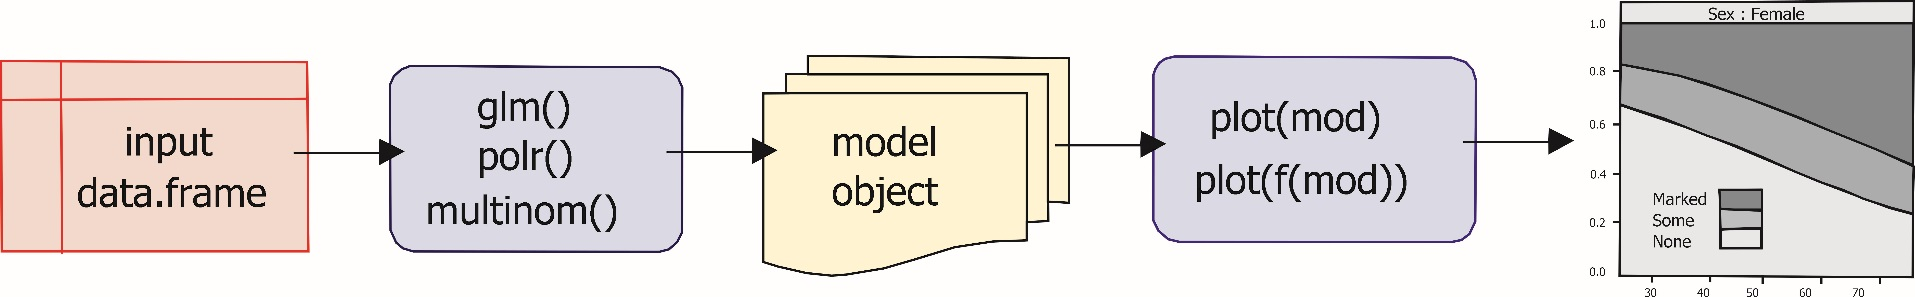 input
data.frame
glm()
polr()
multinom()
model
object
plot(mod)
plot(f(mod))
Sex : Female
1.0
0.8
0.6
0.4
0.2
0.0
Marked
Some
None
30 40 50 60 70